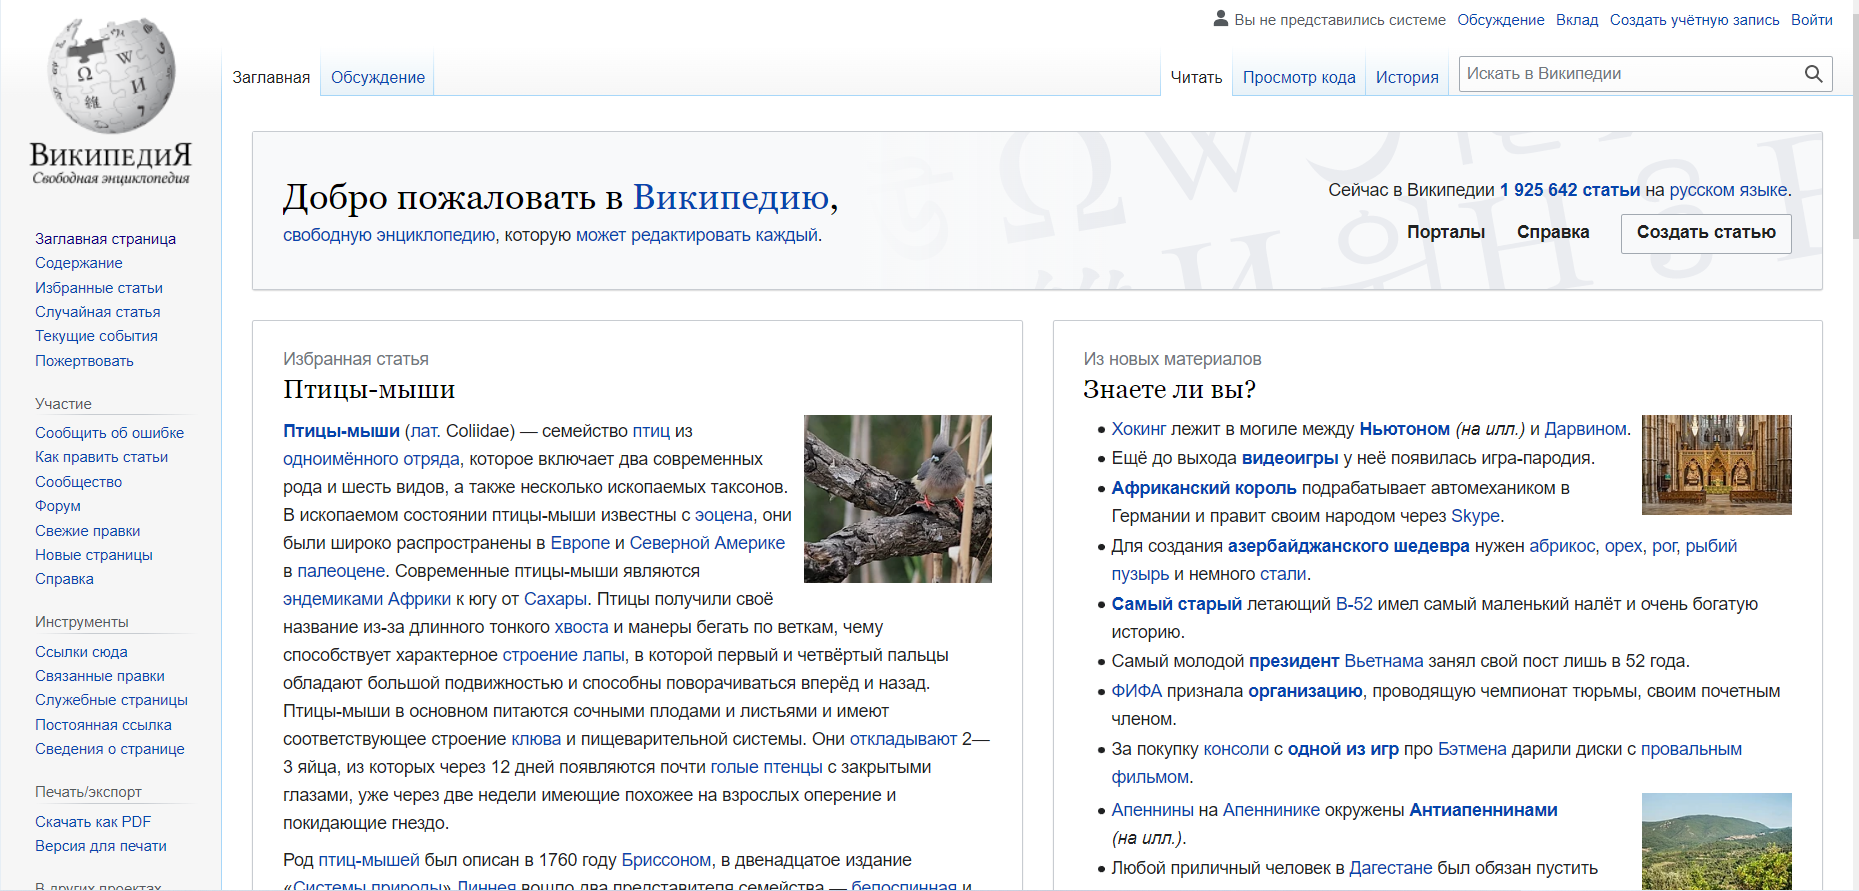 Вы не представились системе Обсуждение Вклад Создать учётную запись Войти
ВикипедиЯ
Свободная энциклопедия
Заглавная Обсуждение
Читать Просмотр кода История Искать в Википедии
Заглавная страница
Содержание
Избранные статьи
Случайная статья
Текущие события
Пожертвовать
Участие
Сообщить об ошибке
Как править статьи
Сообщество
Форум
Свежие правки
Новые страницы
Справка
Инструменты
Ссылки сюда
Связанные правки
Служебные страницы
Постоянная ссылка
Сведения о странице
Печать/экспорт
Скачать как PDF
Версия для печати
В других проектах
Добро пожаловать в Википедию,
свободную энциклопедию, которую может редактировать каждый.
Сейчас в Википедии 1 925 642 статьи на русском языке.
Порталы Справка Создать статью
Избранная статья
Птицы-мыши
Птицы-мыши (лат. Coliidae) — семейство птиц из
одноимённого отряда, которое включает два современных
рода и шесть видов, а также несколько ископаемых таксонов.
В ископаемом состоянии птицы-мыши известны с эоцена, они
были широко распространены в Европе и Северной Америке
в палеоцене. Современные птицы-мыши являются
эндемиками Африки к югу от Сахары. Птицы получили своё
название из-за длинного тонкого хвоста и манеры бегать по веткам, чему
способствует характерное строение лапы, в которой первый и четвёртый пальцы
обладают большой подвижностью и способны поворачиваться вперёд и назад.
Птицы-мыши в основном питаются сочными плодами и листьями и имеют
соответствующее строение клюва и пищеварительной системы. Они откладывают 2—
3 яйца, из которых через 12 дней появляются почти голые птенцы с закрытыми
глазами, уже через две недели имеющие похожее на взрослых оперение и
покидающие гнездо.
Род птиц-мышей был описан в 1760 году Бриссоном, в двенадцатое издание
«Системы природы» Линнея вошло два представителя семейства — белоспинная и
Из новых материалов
Знаете ли вы?
• Хокинг лежит в могиле между Ньютоном (на илл.) и Дарвином.
• Ещё до выхода видеоигры у неё появилась игра-пародия.
• Африканский король подрабатывает автомехаником в
Германии и правит своим народом через Skype.
• Для создания азербайджанского шедевра нужен абрикос, орех, рог, рыбий
пузырь и немного стали.
• Самый старый летающий B-52 имел самый маленький налёт и очень богатую
историю.
• Самый молодой президент Вьетнама занял свой пост лишь в 52 года.
• ФИФА признала организацию, проводящую чемпионат тюрьмы, своим почетным
членом.
• За покупку консоли с одной из игр про Бэтмена дарили диски с провальным
фильмом.
• Апеннины на Апеннинике окружены Антиапеннинами
(на илл.).
• Любой приличный человек в Дагестане был обязан пустить